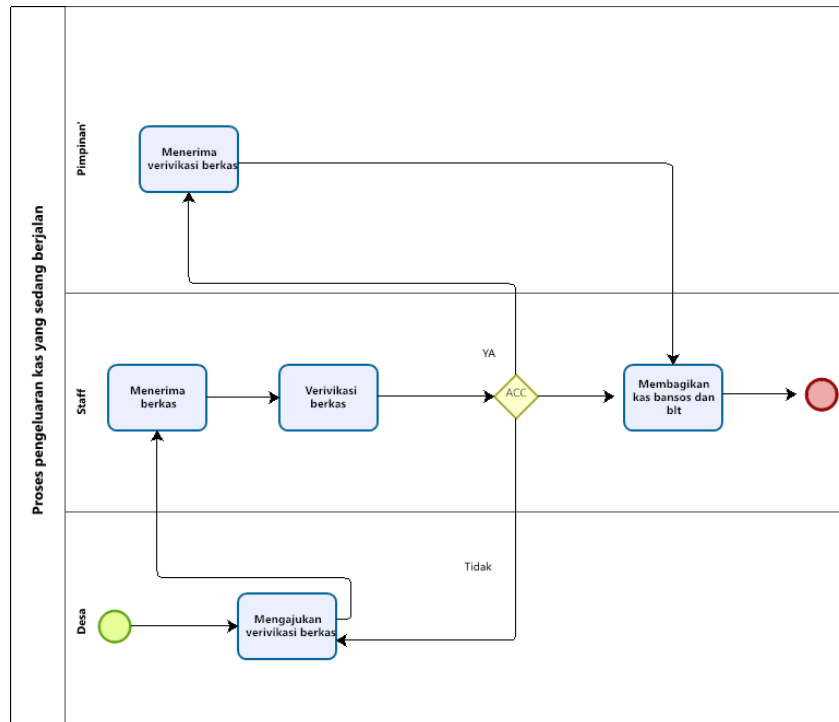 Proses pengeluaran kas yang sedang berjalan
Pimpinan'
Menerima
verivikasi berkas
Staff
Menerima
berkas
Verivikasi
berkas
YA
ACC
Membagikan
kas bansos dan
blt
Desa
Tidak
Mengajukan
verivikasi berkas